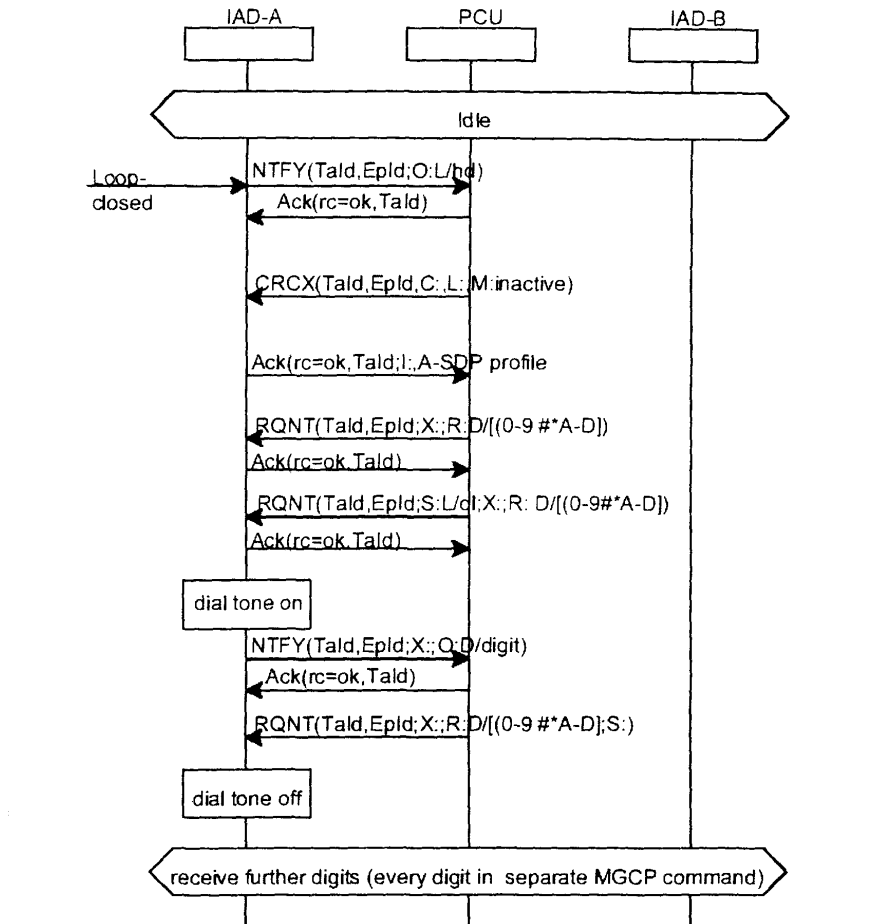 IAD-A PCU IAD-B
Idle
Loop-
closed
NTFY(TaId,EpId;O:L/hd)
Ack(rc=ok,TaId)
CRCX(TaId,EpId,C:,L:,M:inactive)
Ack(rc=ok,TaId;I:,A-SDP profile
RQNT(TaId,EpId;X:;R:D/[(0-9 #*A-D])
Ack(rc=ok,TaId)
RQNT(TaId,EpId;S:L/dl;X:;R: D/[(0-9#*A-D])
Ack(rc=ok,TaId)
dial tone on
NTFY(TaId,EpId;X:;O:D/digit)
Ack(rc=ok,TaId)
RQNT(TaId,EpId;X:;R:D/[(0-9 #*A-D];S:)
dial tone off
receive further digits (every digit in separate MGCP command)